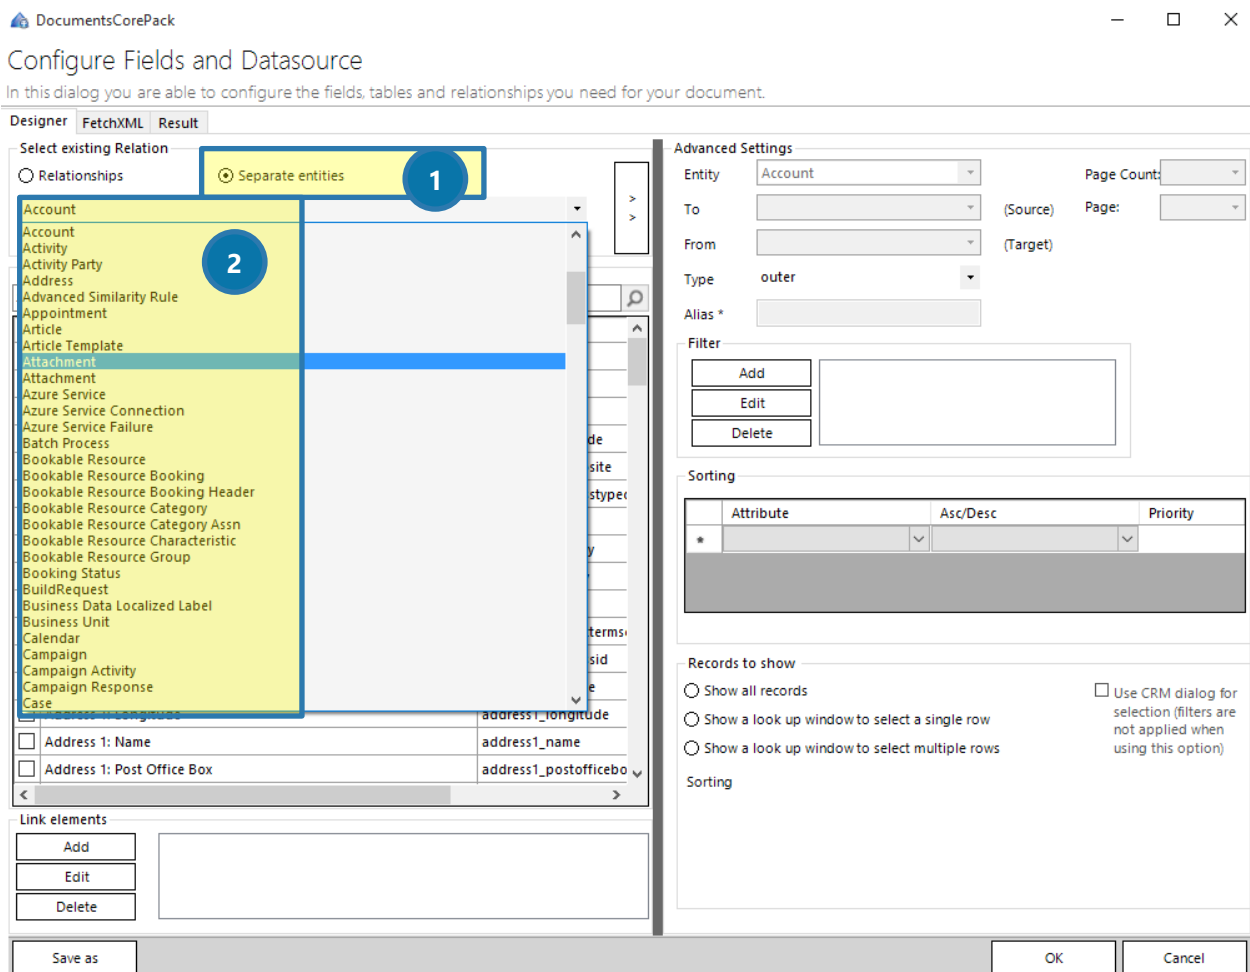 DocumentsCorePack
Configure Fields and Datasource
In this dialog you are able to configure the fields, tables and relationships you need for your document.
Designer FetchXML Result
Select existing Relation
Relationships
Separate entities
1
Account
2
Account
Activity
Activity Party
Address
Advanced Similarity Rule
Appointment
Article
Article Template
Attachment
Attachment
Azure Service
Azure Service Connection
Azure Service Failure
Batch Process
Bookable Resource
Bookable Resource Booking
Bookable Resource Booking Header
Bookable Resource Category
Bookable Resource Category Assn
Bookable Resource Characteristic
Bookable Resource Group
Booking Status
BuildRequest
Business Data Localized Label
Business Unit
Calendar
Campaign
Campaign Activity
Campaign Response
Case
>
>
de
site
stypec
y
terms
sid
e
Address 1: Longitude address1_longitude
Address 1: Name address1_name
Address 1: Post Office Box address1_postofficebo
Link elements
Add
Edit
Delete
Advanced Settings
Entity Account Page Count:
To (Source) Page:
From (Target)
Type outer
Alias *
Filter
Add
Edit
Delete
Sorting
Attribute Asc/Desc Priority
*
Records to show
Show all records
Show a look up window to select a single row
Show a look up window to select multiple rows
Use CRM dialog for
selection (filters are
not applied when
using this option)
Sorting
Save as OK Cancel